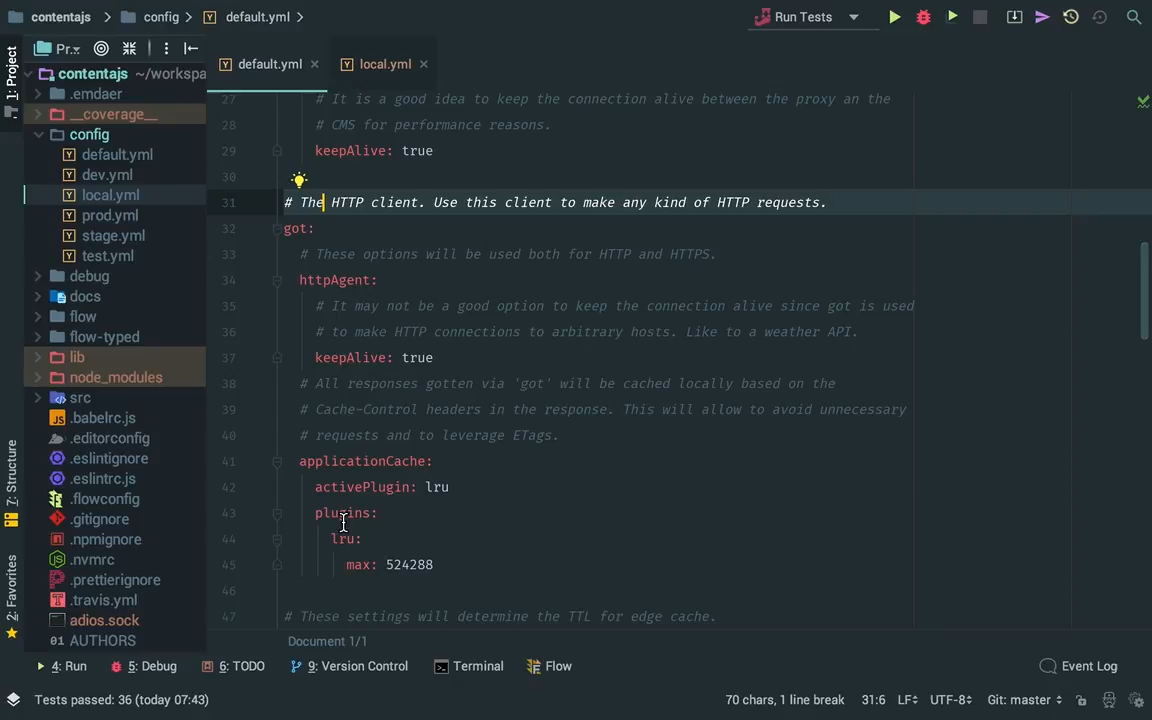 contentajs
config
default.yml
Run Tests
1: Project
Pr..
default.yml
local.yml
contentajs ~/workspa
.emdaer
__coverage__
config
default.yml
dev.yml
local.yml
prod.yml
stage.yml
test.yml
debug
docs
flow
flow-typed
lib
node_modules
src
.babelrc.js
.editorconfig
.eslintignore
.eslintrc.js
.flowconfig
.gitignore
.npmignore
.nvmrc
.prettierignore
.travis.yml
adios.sock
AUTHORS
7: Structure
2: Favorites
27 # It is a good idea to keep the connection alive between the proxy an the
28 # CMS for performance reasons.
29 keepAlive: true
30
31 # The HTTP client. Use this client to make any kind of HTTP requests.
32 got:
33 # These options will be used both for HTTP and HTTPS.
34 httpAgent:
35 # It may not be a good option to keep the connection alive since got is used
36 # to make HTTP connections to arbitrary hosts. Like to a weather API.
37 keepAlive: true
38 # All responses gotten via 'got' will be cached locally based on the
39 # Cache-Control headers in the response. This will allow to avoid unnecessary
40 # requests and to leverage ETags.
41 applicationCache:
42 activePlugin: lru
43 plugins:
44 lru:
45 max: 524288
46
47 # These settings will determine the TTL for edge cache.
Document 1/1
4: Run
5: Debug
6: TODO
9: Version Control
Terminal
Flow
Event Log
Tests passed: 36 (today 07:43)
70 chars, 1 line break
31:6
LF
UTF-8
Git: master